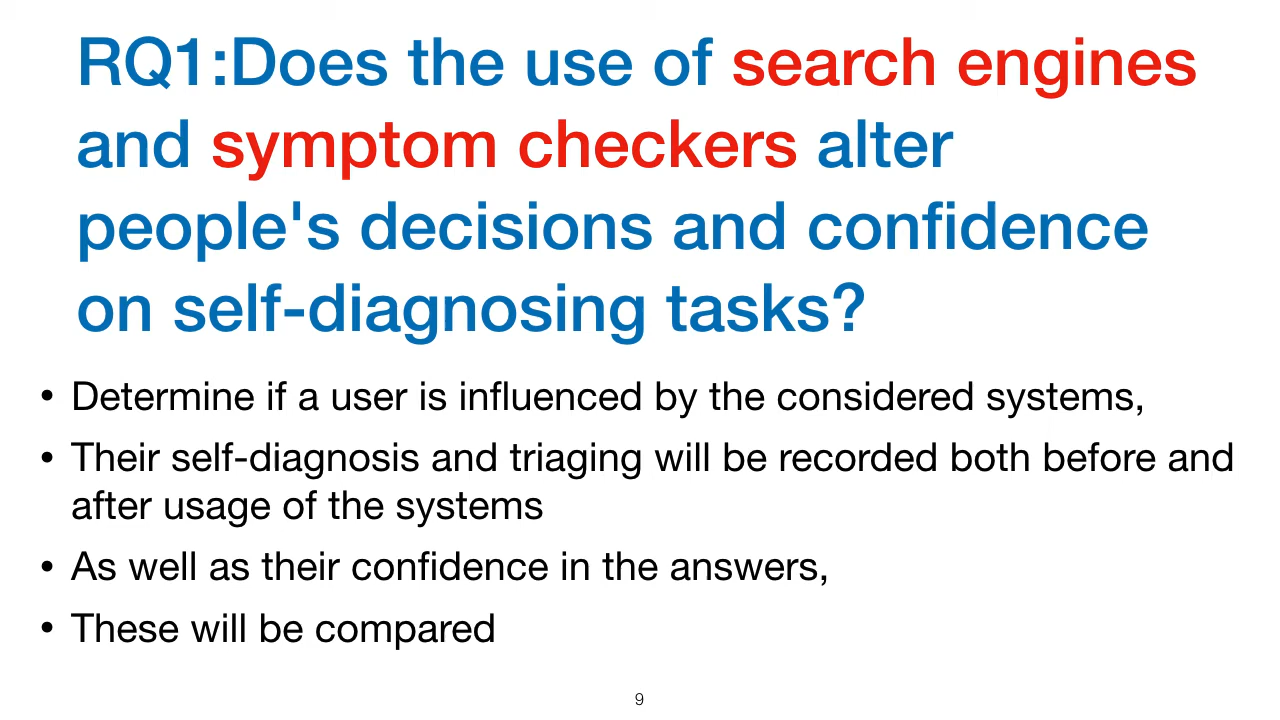 RQ1:Does the use of search engines
and symptom checkers alter
people's decisions and confidence
on self-diagnosing tasks?
• Determine if a user is influenced by the considered systems,
• Their self-diagnosis and triaging will be recorded both before and
after usage of the systems
• As well as their confidence in the answers,
• These will be compared
9